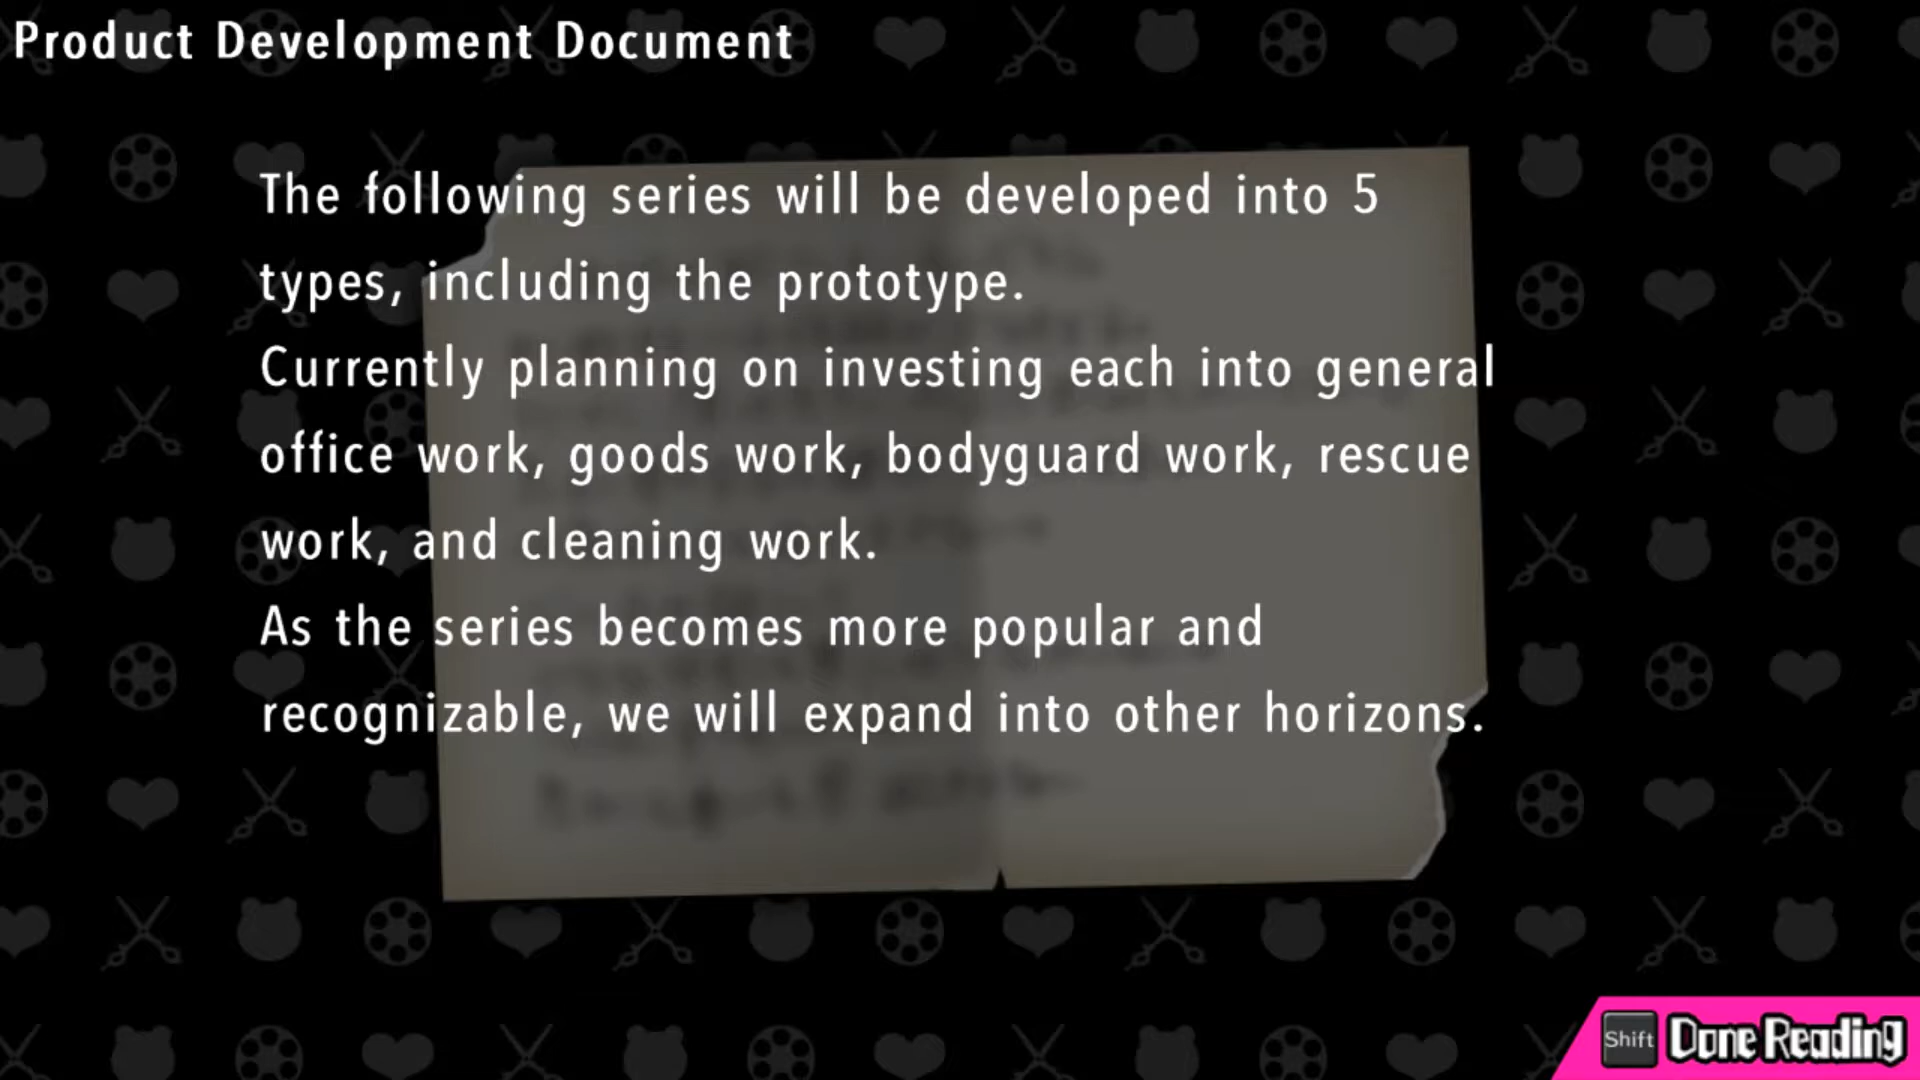 Product Development Document
The following series will be developed into 5
types, including the prototype.
Currently planning on investing each into general
office work, goods work, bodyguard work, rescue
work, and cleaning work.
As the series becomes more popular and
recognizable, we will expand into other horizons.
Shift Done Reading